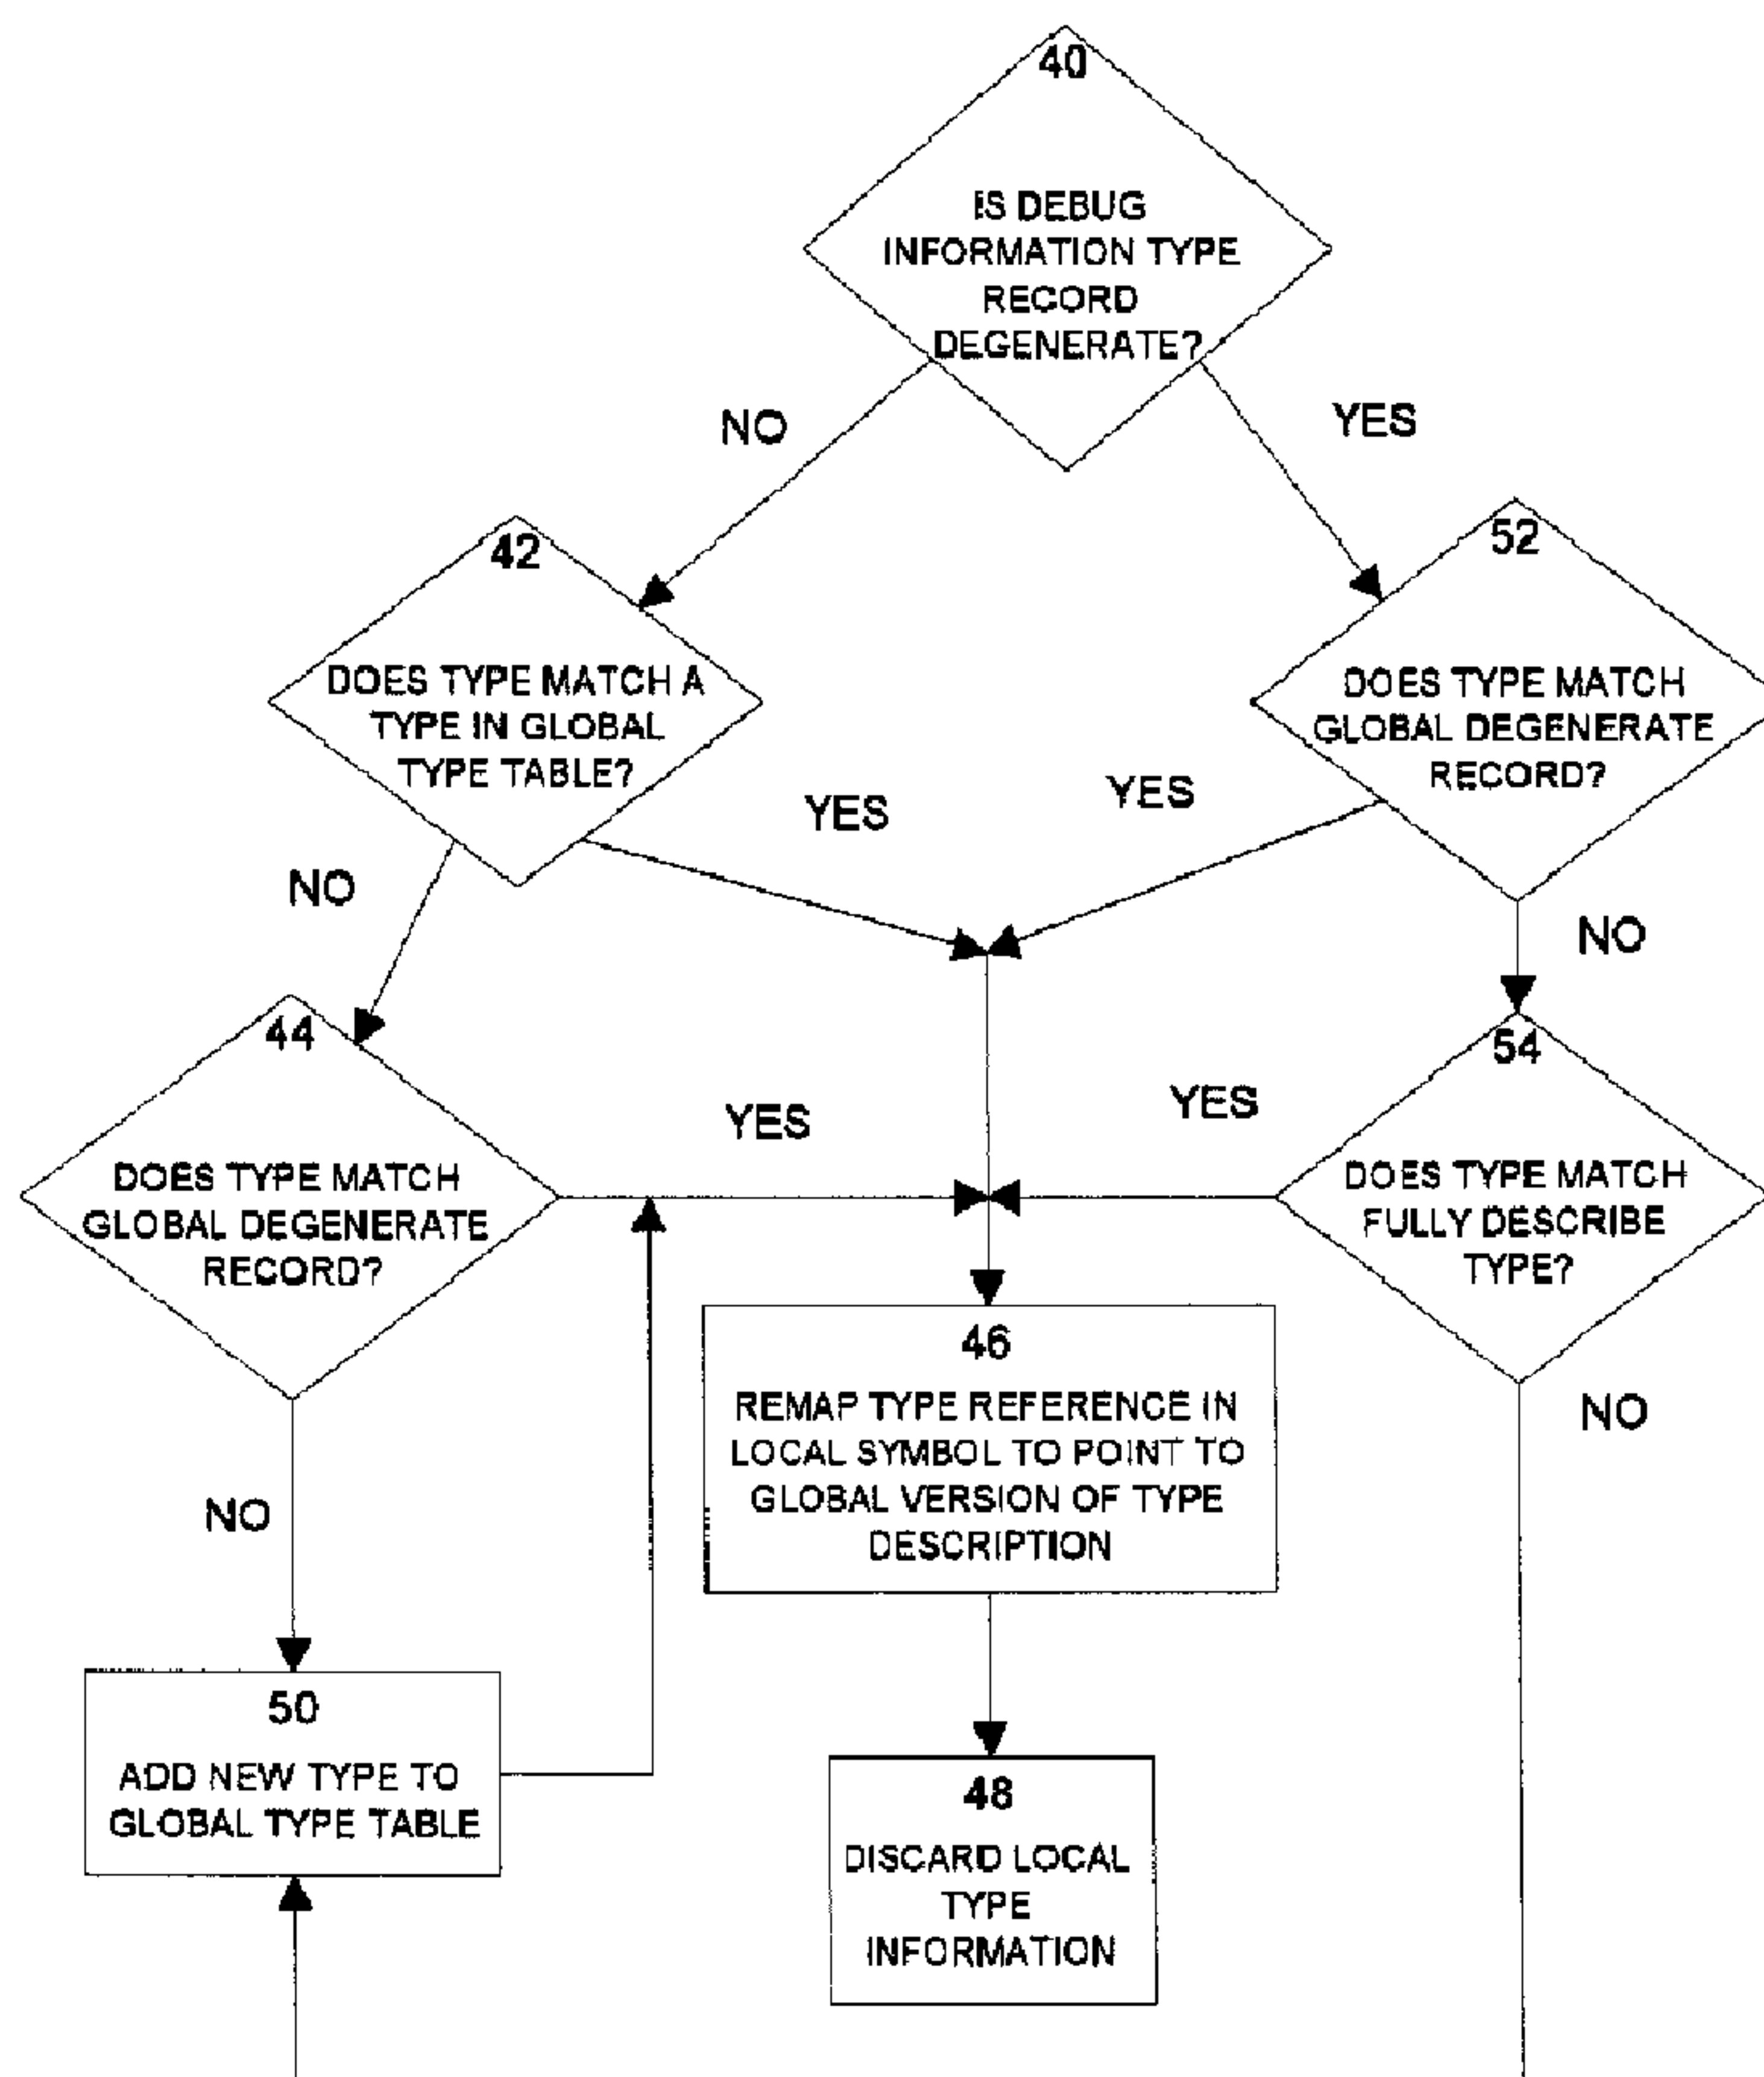 40
IS DEBUG
INFORMATION TYPE
RECORD
DEGENERATE?
NO
YES
42
DOES TYPE MATCH A
TYPE IN GLOBAL
TYPE TABLE?
52
DOES TYPE MATCH
GLOBAL DEGENERATE
RECORD?
YES
YES
NO
NO
44
DOES TYPE MATCH
GLOBAL DEGENERATE
RECORD?
YES
YES
54
DOES TYPE MATCH
FULLY DESCRIBE
TYPE?
46
REMAP TYPE REFERENCE IN
LOCAL SYMBOL TO POINT TO
GLOBAL VERSION OF TYPE
DESCRIPTION
NO
NO
50
ADD NEW TYPE TO
GLOBAL TYPE TABLE
48
DISCARD LOCAL
TYPE
INFORMATION